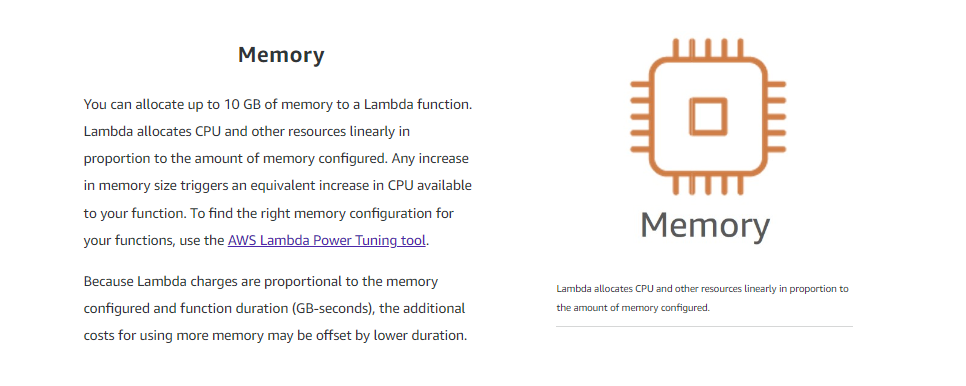 Memory
You can allocate up to 10 GB of memory to a Lambda function.
Lambda allocates CPU and other resources linearly in
proportion to the amount of memory configured. Any increase
in memory size triggers an equivalent increase in CPU available
to your function. To find the right memory configuration for
your functions, use the AWS Lambda Power Tuning tool.
Because Lambda charges are proportional to the memory
configured and function duration (GB-seconds), the additional
costs for using more memory may be offset by lower duration.
Memory
Lambda allocates CPU and other resources linearly in proportion to
the amount of memory configured.